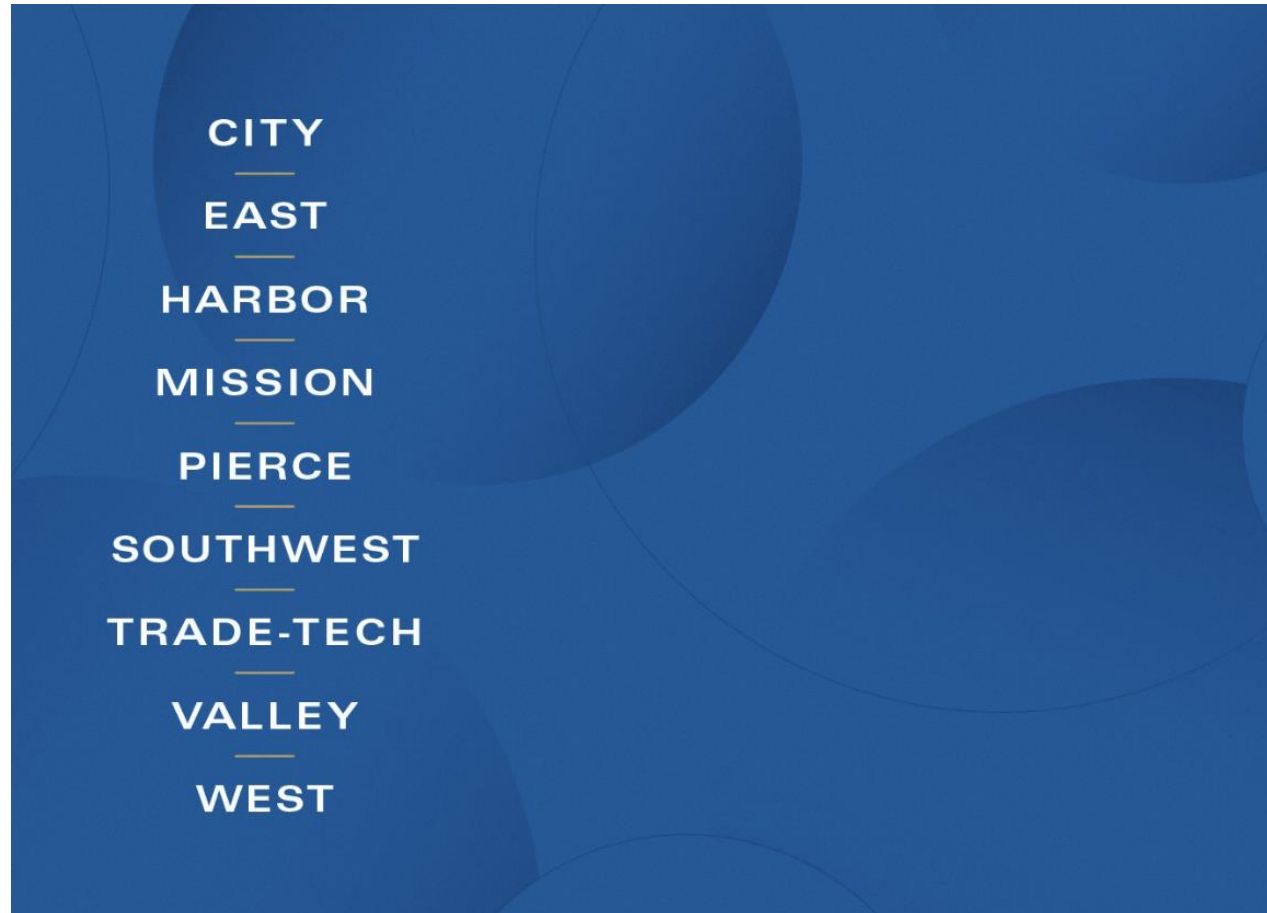 CITY
EAST
HARBOR
MISSION
PIERCE
SOUTHWEST
TRADE-TECH
VALLEY
WEST